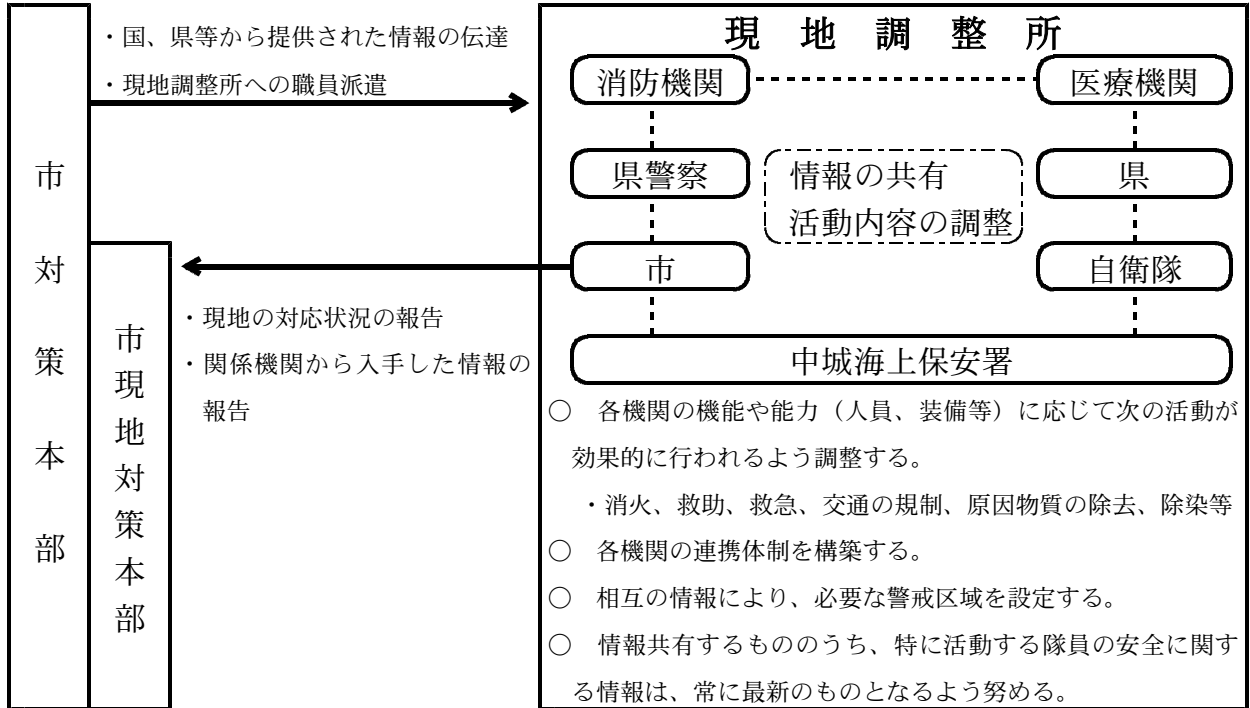 市対策本部
市現地対策本部
・国、県等から提供された情報の伝達
・現地調整所への職員派遣
・現地の対応状況の報告
・関係機関から入手した情報の
報告
現地調整所
消防機関
医療機関
県警察
情報の共有
活動内容の調整
県
市
自衛隊
中城海上保安署
○　各機関の機能や能力（人員、装備等）に応じて次の活動が
効果的に行われるよう調整する。
・消火、救助、救急、交通の規制、原因物質の除去、除染等
○　各機関の連携体制を構築する。
○　相互の情報により、必要な警戒区域を設定する。
○　情報共有するもののうち、特に活動する隊員の安全に関す
る情報は、常に最新のものとなるよう努める。